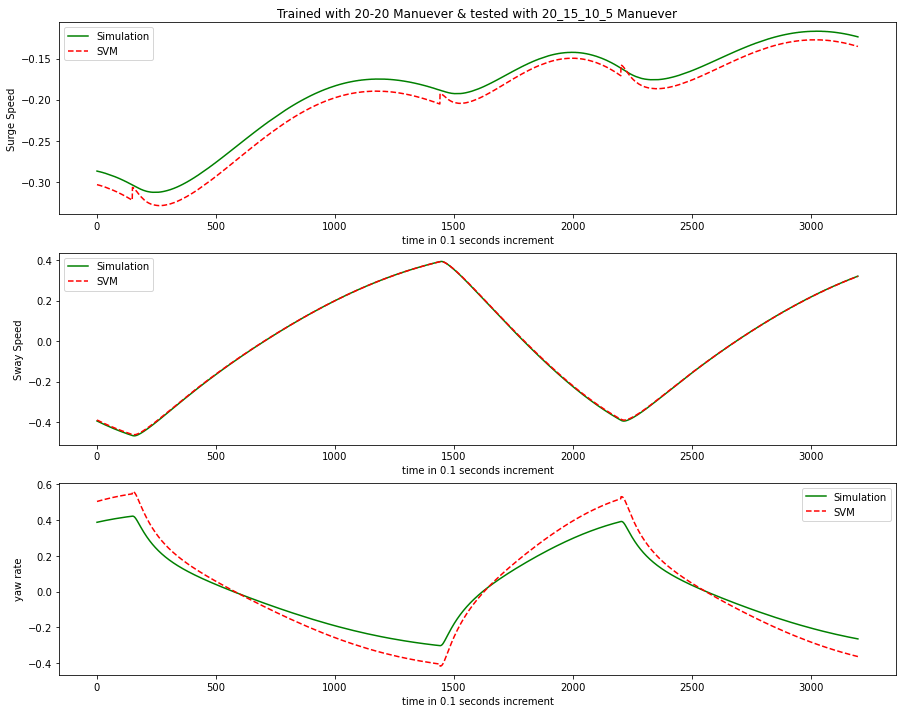 Trained with 20-20 Manuever & tested with 20_15_10_5 Manuever
Simulation
SVM
Surge Speed
−0.15
−0.20
−0.25
−0.30
0 500 1000 1500 2000 2500 3000
time in 0.1 seconds increment
Simulation
SVM
Sway Speed
0.4
0.2
0.0
−0.2
−0.4
0 500 1000 1500 2000 2500 3000
time in 0.1 seconds increment
Simulation
SVM
yaw rate
0.6
0.4
0.2
0.0
−0.2
−0.4
0 500 1000 1500 2000 2500 3000
time in 0.1 seconds increment